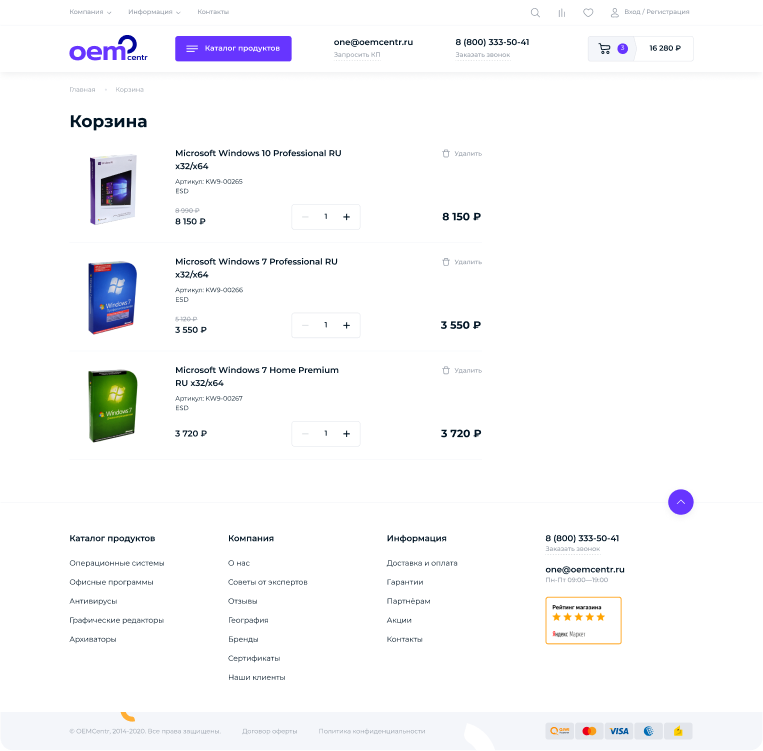 Компания
Информация
Контакты
Вход / Регистрация
oem centr
Каталог продуктов
one@oemcentr.ru
Запросить КП
8 (800) 333-50-41
Заказать звонок
3
16 280 ₽
Главная
Корзина
Корзина
Microsoft Windows 10 Professional RU
x32/x64
Удалить
Артикул: KW9-00265
ESD
8 990 ₽
8 150 ₽
1
8 150 ₽
Microsoft Windows 7 Professional RU
x32/x64
Удалить
Артикул: KW9-00266
ESD
5 120 ₽
3 550 ₽
1
3 550 ₽
Windows 7
Microsoft Windows 7 Home Premium
RU x32/x64
Удалить
Артикул: KW9-00267
ESD
3 720 ₽
1
3 720 ₽
Windows 7
Каталог продуктов
Операционные системы
Офисные программы
Антивирусы
Графические редакторы
Архиваторы
Компания
О нас
Советы от экспертов
Отзывы
География
Бренды
Сертификаты
Наши клиенты
Информация
Доставка и оплата
Гарантии
Партнёрам
Акции
Контакты
8 (800) 333-50-41
Заказать звонок
one@oemcentr.ru
Пн-Пт 09:00—19:00
Рейтинг магазина
Яндекс Маркет
© OEMCentr, 2014-2020. Все права защищены.
Договор оферты
Политика конфиденциальности
VISA